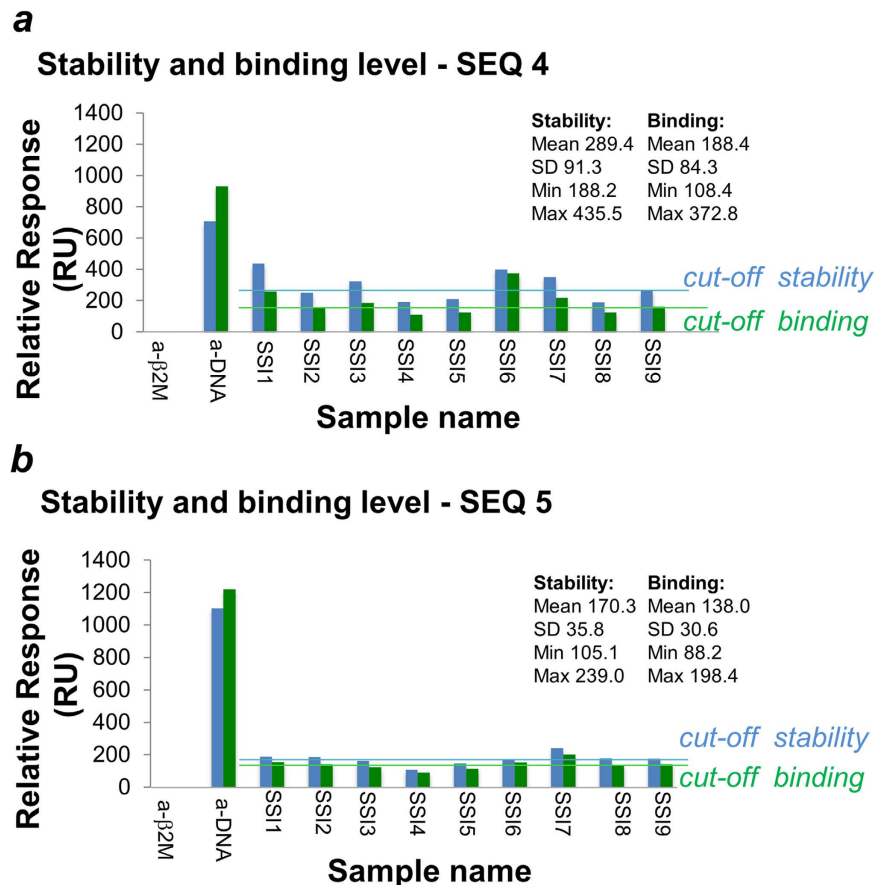 a
Stability and binding level - SEQ 4
Relative Response
(RU)
1400
1200
1000
800
600
400
200
0
Stability: Binding:
Mean 289.4 Mean 188.4
SD 91.3 SD 84.3
Min 188.2 Min 108.4
Max 435.5 Max 372.8
cut-off stability
cut-off binding
a-β2M
a-DNA
SSI1
SSI2
SSI3
SSI4
SSI5
SSI6
SSI7
SSI8
SSI9
Sample name
b
Stability and binding level - SEQ 5
Relative Response
(RU)
1400
1200
1000
800
600
400
200
0
Stability: Binding:
Mean 170.3 Mean 138.0
SD 35.8 SD 30.6
Min 105.1 Min 88.2
Max 239.0 Max 198.4
cut-off stability
cut-off binding
a-β2M
a-DNA
SSI1
SSI2
SSI3
SSI4
SSI5
SSI6
SSI7
SSI8
SSI9
Sample name